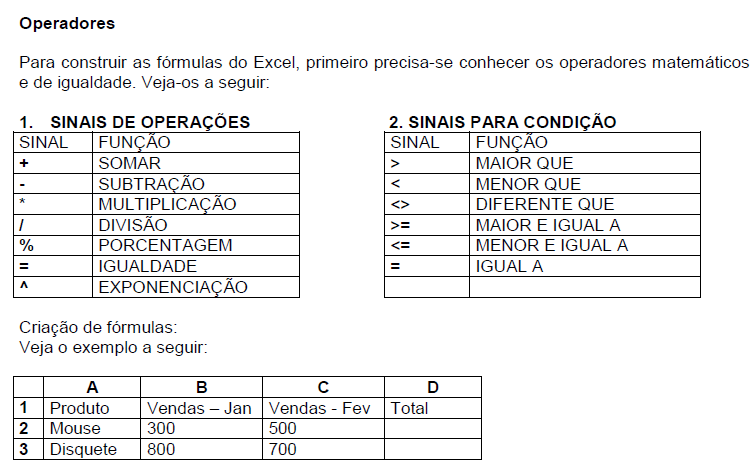 Operadores
Para construir as fórmulas do Excel, primeiro precisa-se conhecer os operadores matemáticos
e de igualdade. Veja-os a seguir:
1. SINAIS DE OPERAÇÕES
SINAL FUNÇÃO
+ SOMAR
- SUBTRAÇÃO
* MULTIPLICAÇÃO
/ DIVISÃO
% PORCENTAGEM
= IGUALDADE
^ EXPONENCIAÇÃO
2. SINAIS PARA CONDIÇÃO
SINAL FUNÇÃO
> MAIOR QUE
< MENOR QUE
<> DIFERENTE QUE
>= MAIOR E IGUAL A
<= MENOR E IGUAL A
= IGUAL A
Criação de fórmulas:
Veja o exemplo a seguir:
A B C D
1 Produto Vendas – Jan Vendas - Fev Total
2 Mouse 300 500
3 Disquete 800 700